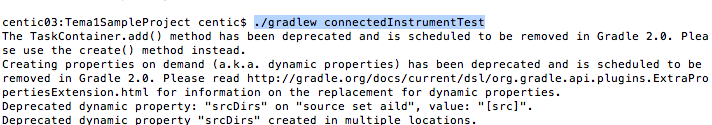 centic03:Tema1SampleProject centic$ ./gradlew connectedInstrumentTest
The TaskContainer.add() method has been deprecated and is scheduled to be removed in Gradle 2.0. Plea
se use the create() method instead.
Creating properties on demand (a.k.a. dynamic properties) has been deprecated and is scheduled to be
removed in Gradle 2.0. Please read http://gradle.org/docs/current/dsl/org.gradle.api.plugins.ExtraPro
pertiesExtension.html for information on the replacement for dynamic properties.
Deprecated dynamic property: "srcDirs" on "source set aild", value: "[src]".
Deprecated dynamic property "srcDirs" created in multiple locations.